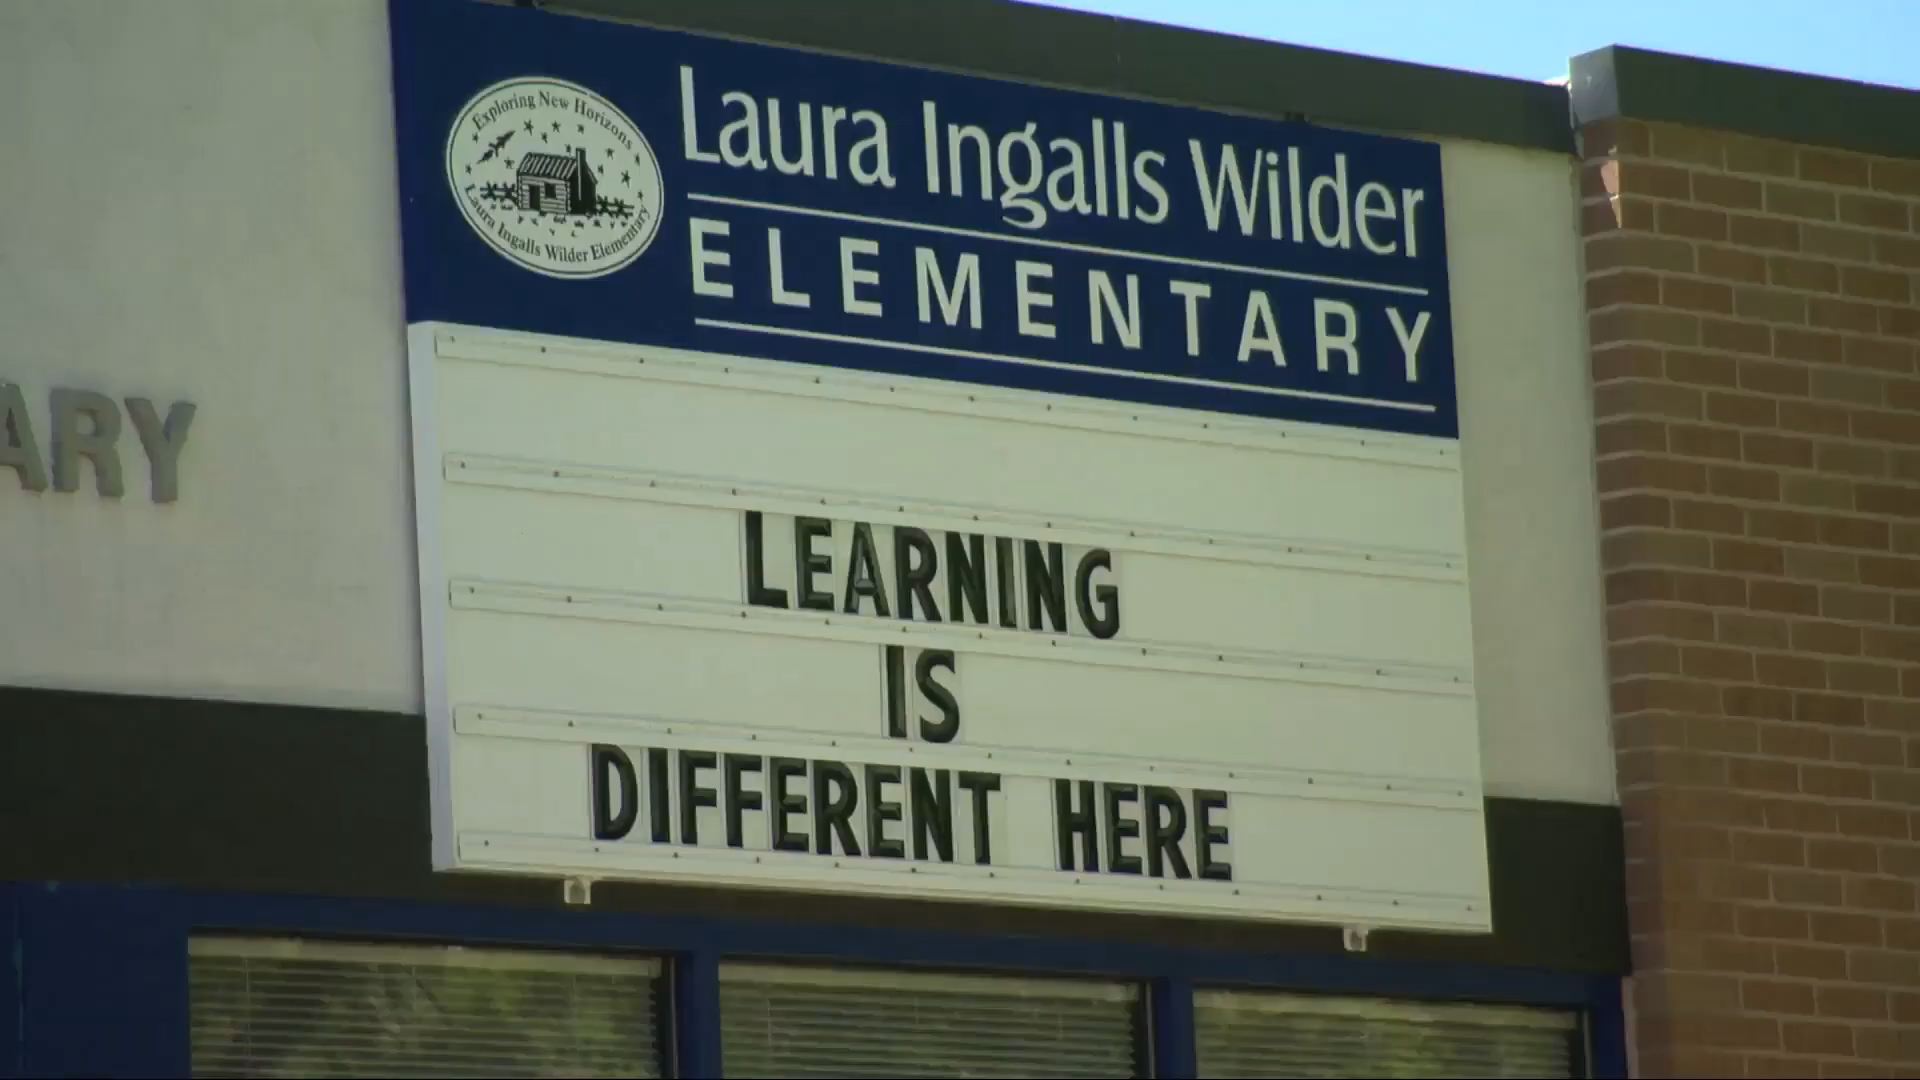 Exploring New Horizons
Laura Ingalls Wilder Elementary
Laura Ingalls Wilder
ELEMENTARY
ARY
LEARNING
IS
DIFFERENT HERE